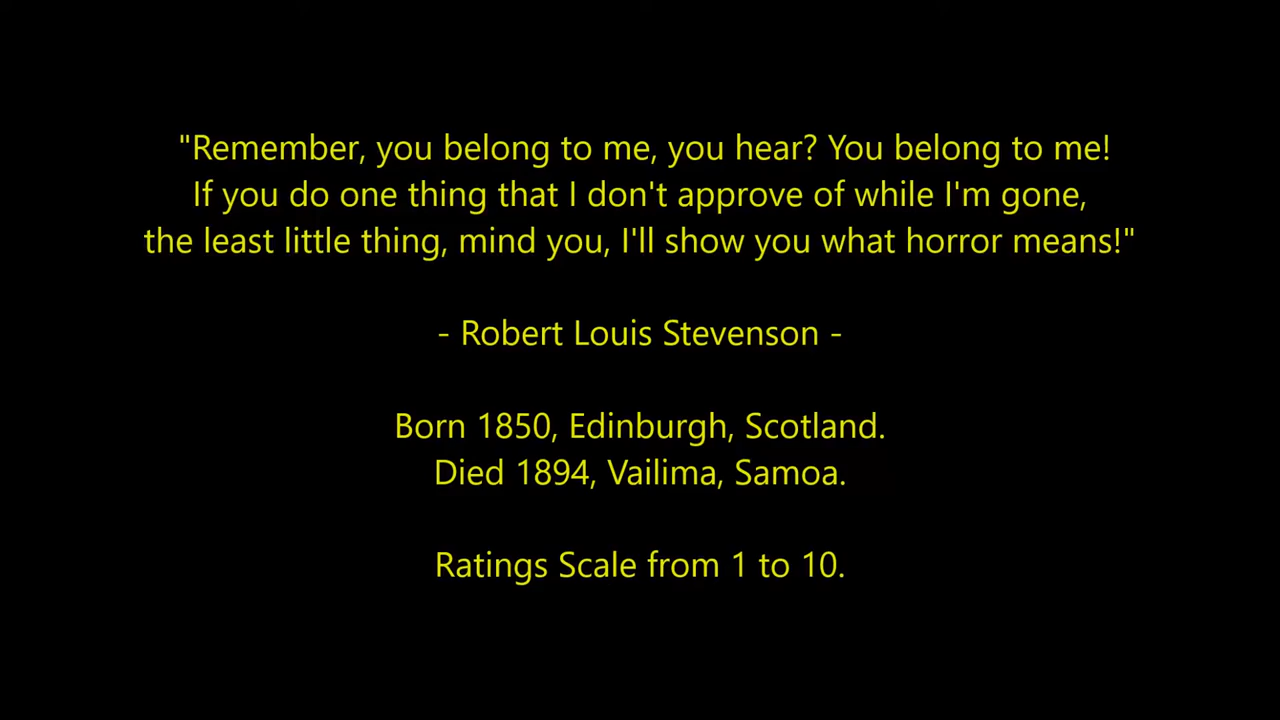 "Remember, you belong to me, you hear? You belong to me!
If you do one thing that I don't approve of while I'm gone,
the least little thing, mind you, I'll show you what horror means!"
- Robert Louis Stevenson -
Born 1850, Edinburgh, Scotland.
Died 1894, Vailima, Samoa.
Ratings Scale from 1 to 10.